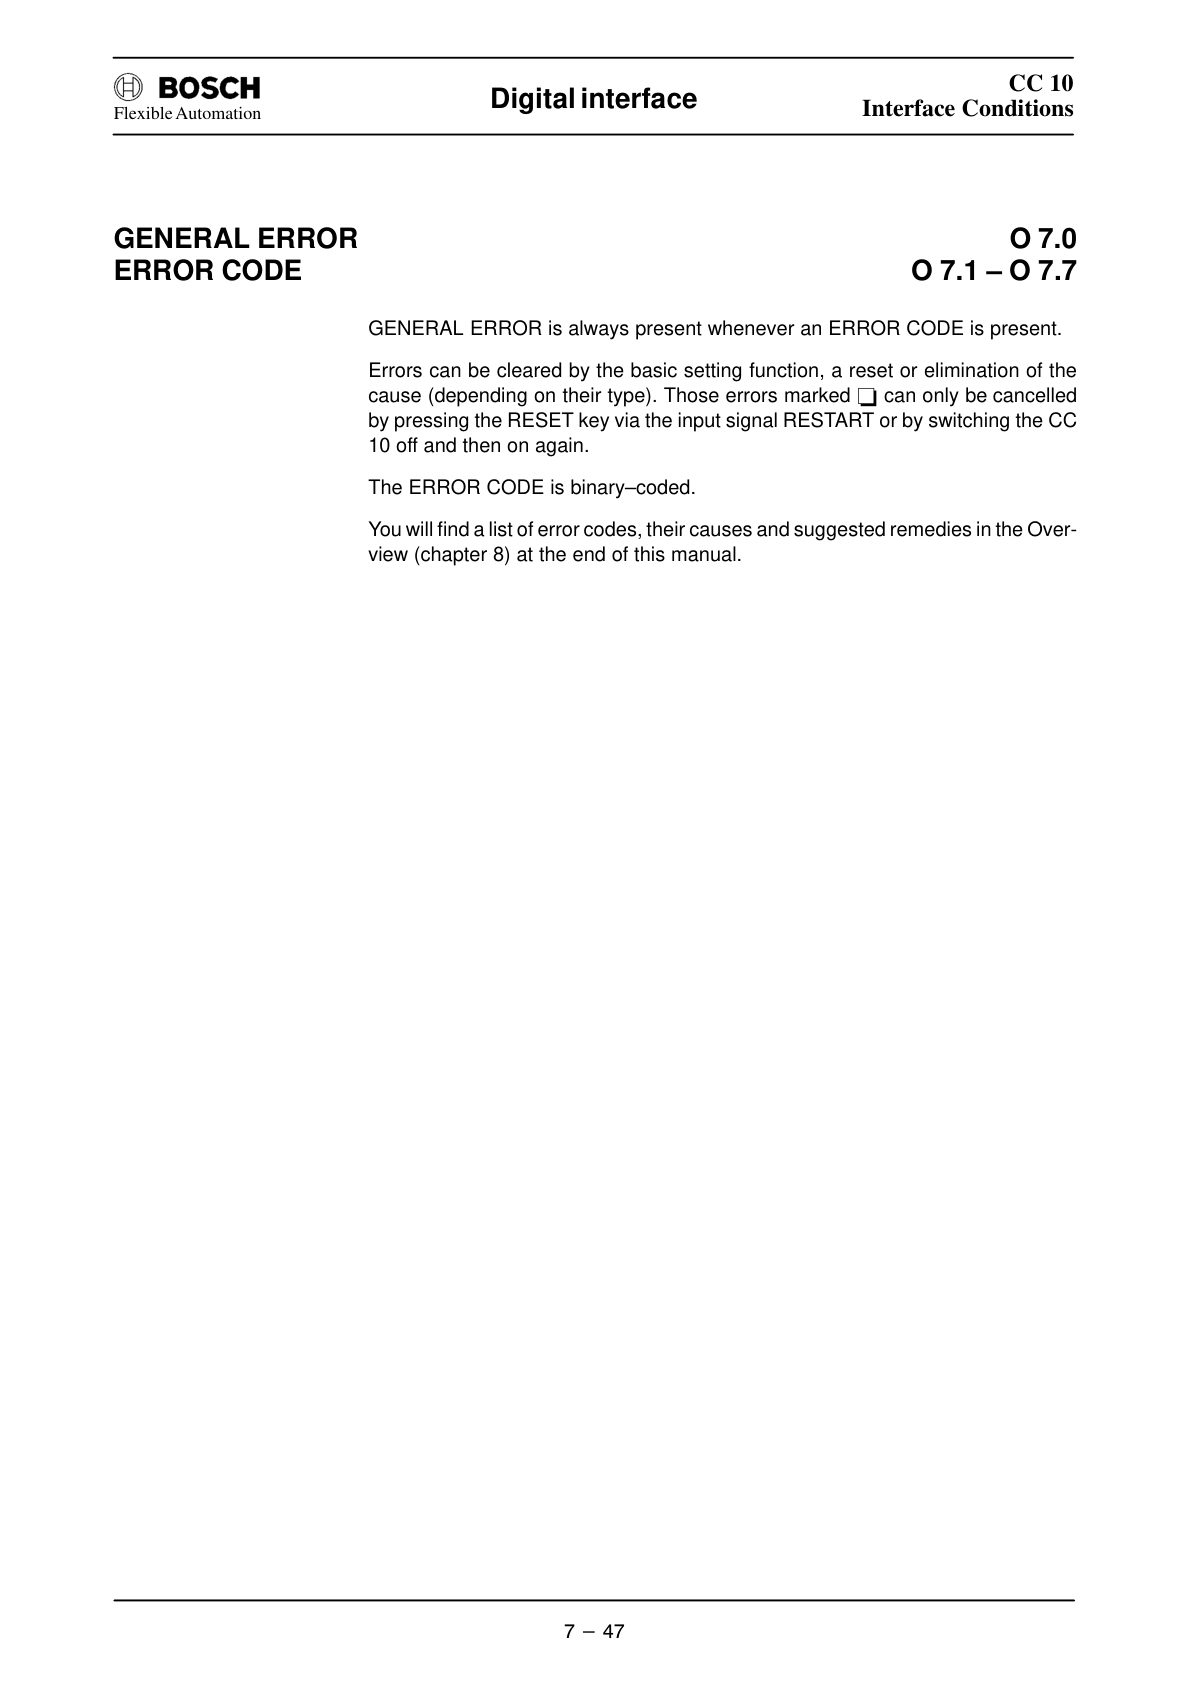 BOSCH
Flexible Automation
Digital interface
CC 10
Interface Conditions
GENERAL ERROR O 7.0
ERROR CODE O 7.1 – O 7.7
GENERAL ERROR is always present whenever an ERROR CODE is present.
Errors can be cleared by the basic setting function, a reset or elimination of the
cause (depending on their type). Those errors marked ❏ can only be cancelled
by pressing the RESET key via the input signal RESTART or by switching the CC
10 off and then on again.
The ERROR CODE is binary–coded.
You will find a list of error codes, their causes and suggested remedies in the Over-
view (chapter 8) at the end of this manual.
7 – 47